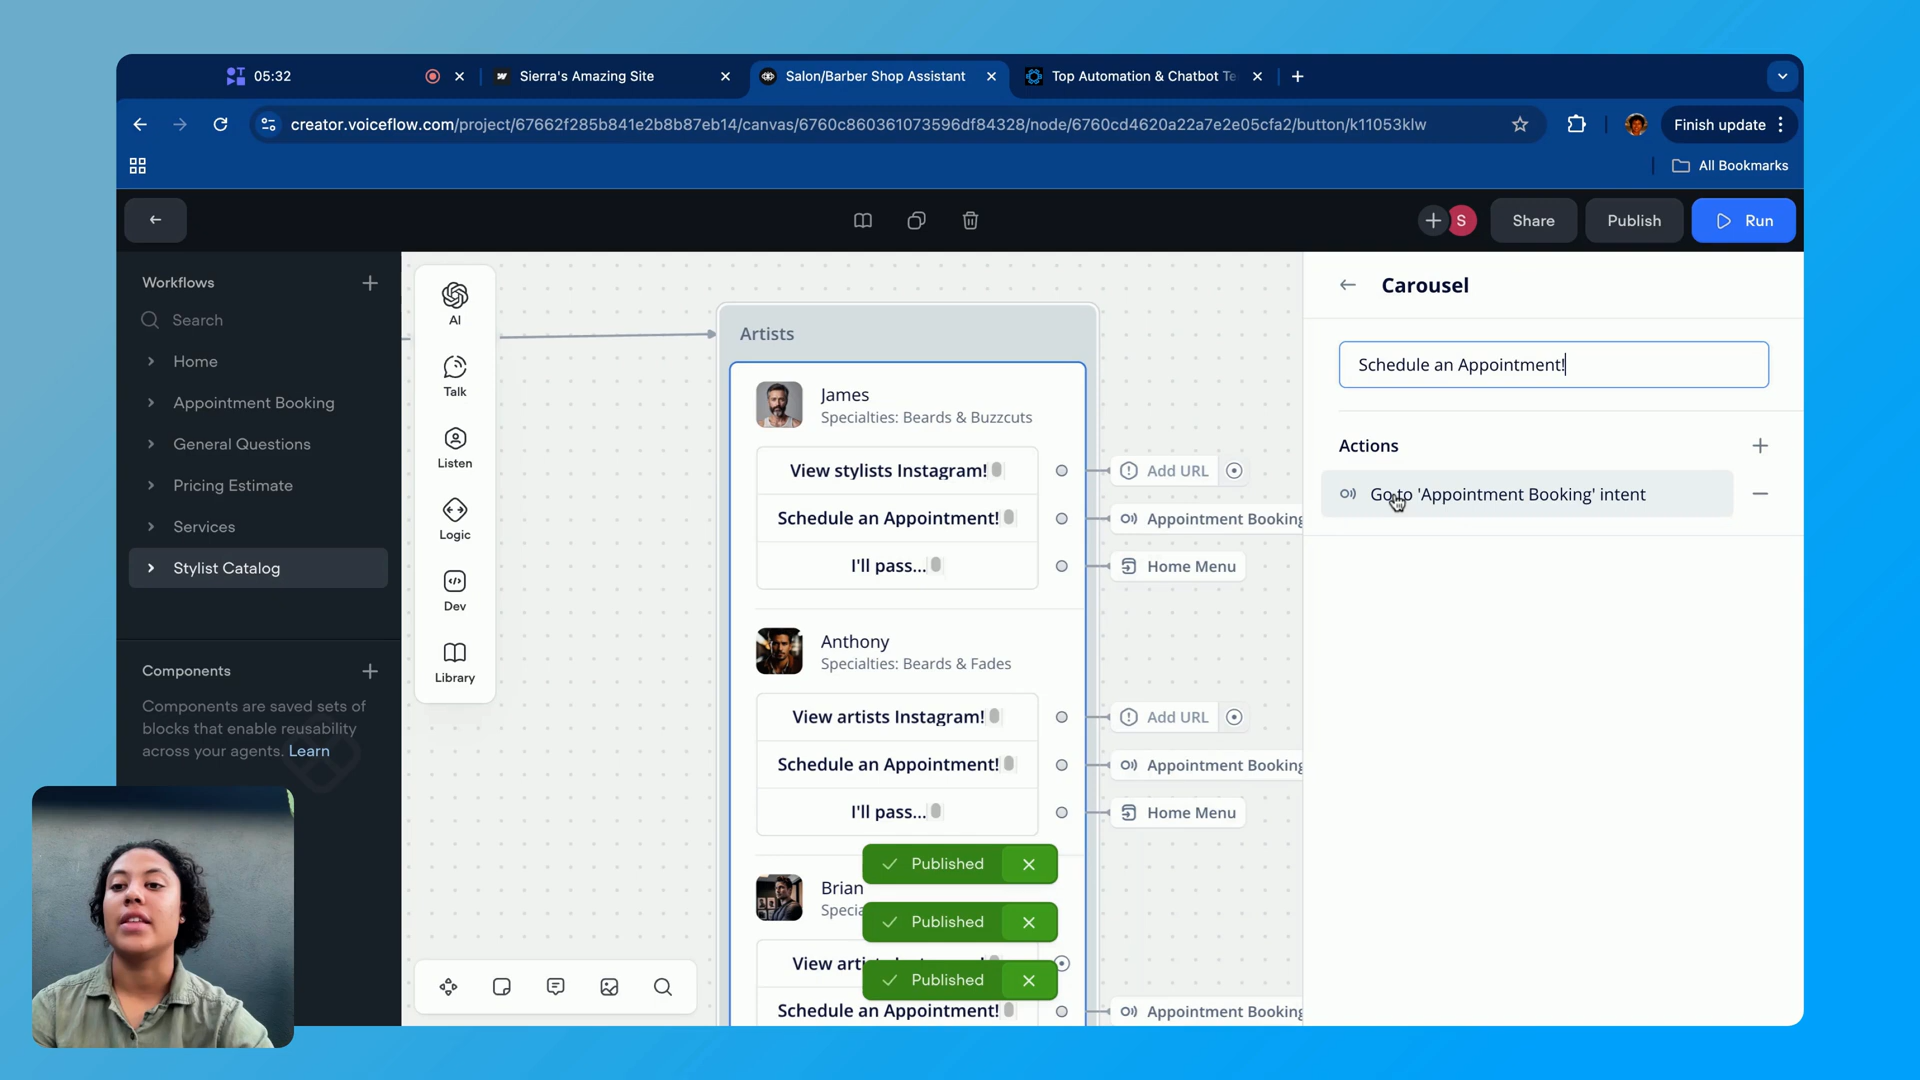 05:32
Sierra's Amazing Site
Salon/Barber Shop Assistant
Top Automation & Chatbot Te
creator.voiceflow.com/project/67662f285b841e2b8b87eb14/canvas/6760c860361073596df84328/node/6760cd4620a22a7e2e05cfa2/button/k11053klw
Finish update
All Bookmarks
S
Share
Publish
Run
Workflows
Search
Home
Appointment Booking
General Questions
Pricing Estimate
Services
Stylist Catalog
Components
Components are saved sets of
blocks that enable reusability
across your agents. Learn
AI
Talk
Listen
Logic
Dev
Library
Artists
James
Specialties: Beards & Buzzcuts
View stylists Instagram!
Add URL
Schedule an Appointment!
Appointment Booking
I'll pass...
Home Menu
Anthony
Specialties: Beards & Fades
View artists Instagram!
Add URL
Schedule an Appointment!
Appointment Booking
I'll pass...
Home Menu
Brian
Schedule an Appointment!
Appointment Booking
Published
Published
Published
Carousel
Schedule an Appointment!
Actions
Go to 'Appointment Booking' intent